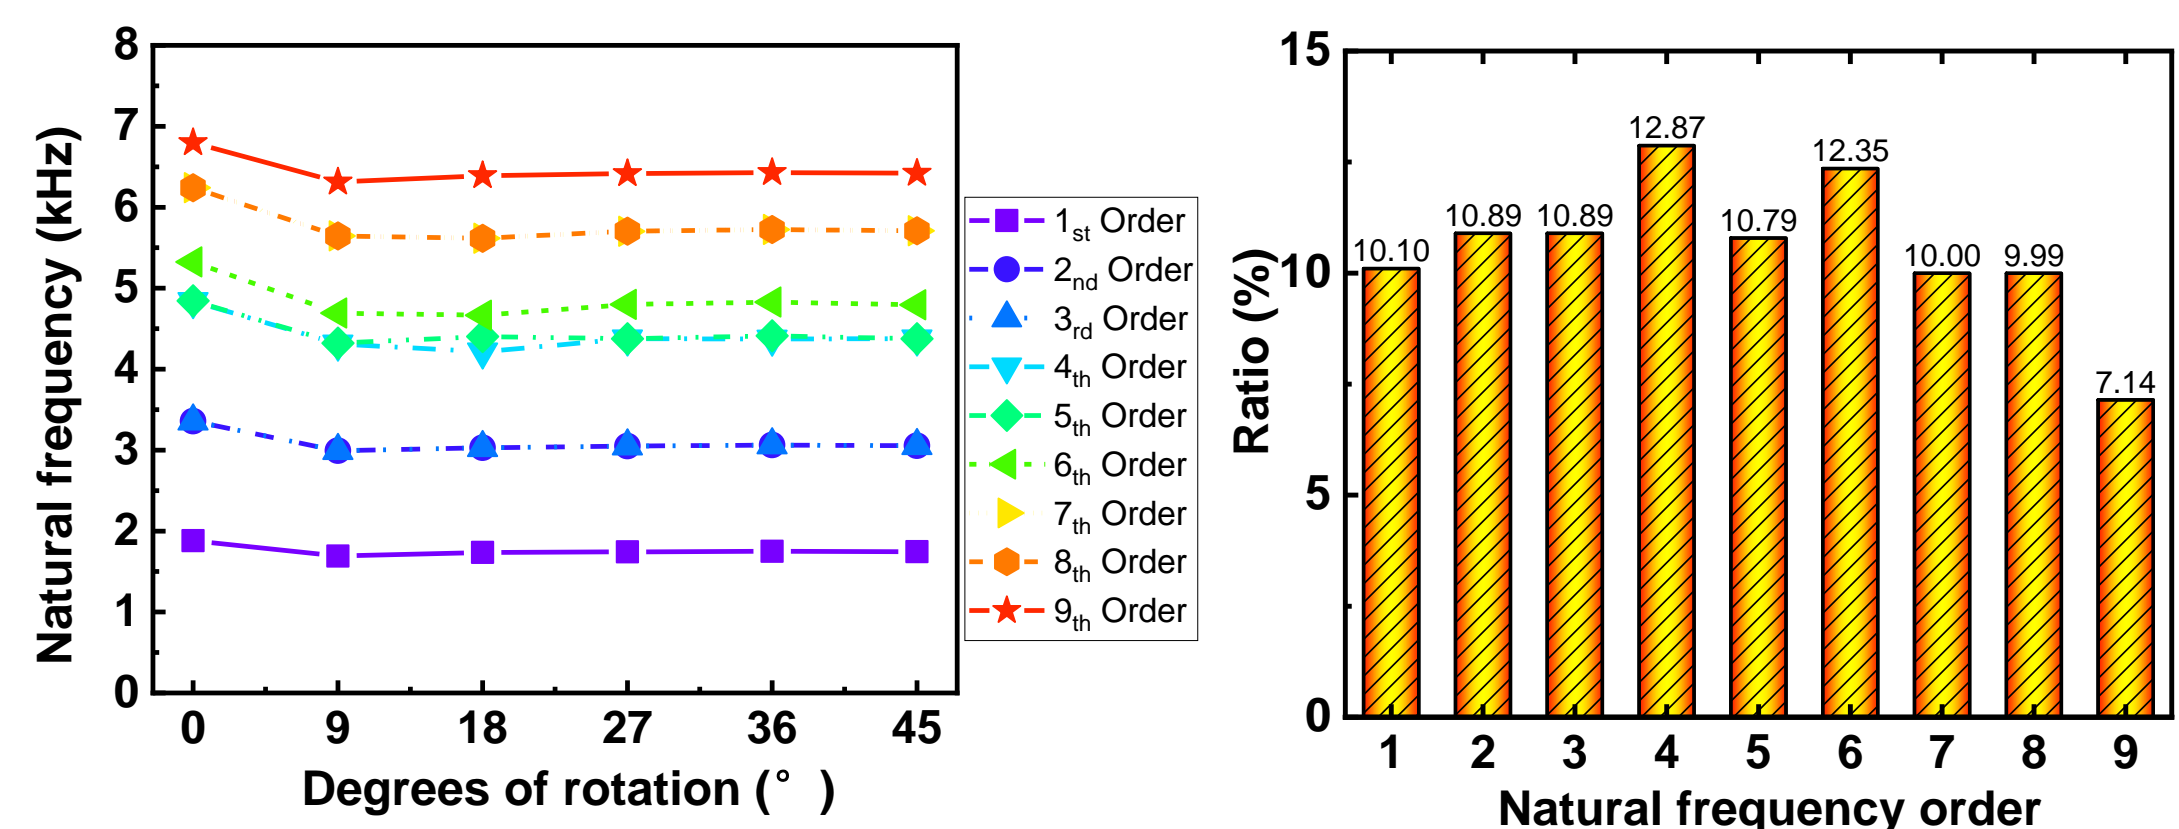 8
7
6
5
4
3
2
1
0
Natural frequency (kHz)
0 9 18 27 36 45
Degrees of rotation (° )
1st Order
2nd Order
3rd Order
4th Order
5th Order
6th Order
7th Order
8th Order
9th Order
15
10
5
0
Ratio (%)
10.10 10.89 10.89 12.87 10.79 12.35 10.00 9.99 7.14
1 2 3 4 5 6 7 8 9
Natural frequency order